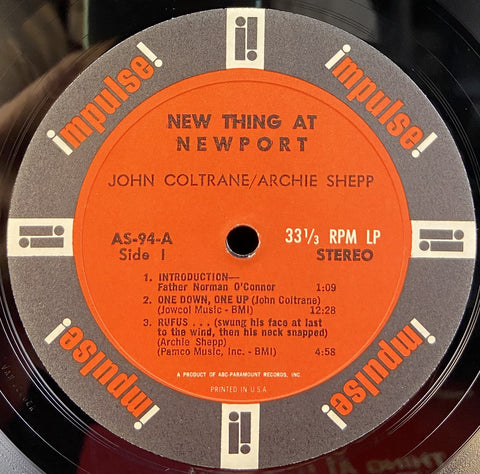 impulse!
i!
impulse!
NEW THING AT
NEWPORT
JOHN COLTRANE/ARCHIE SHEPP
AS-94-A
Side 1
33 1/3 RPM LP
STEREO
1. INTRODUCTION—
Father Norman O'Connor 1:09
2. ONE DOWN, ONE UP (John Coltrane)
(Jowcol Music - BMI) 12:28
3. RUFUS . . . (swung his face at last
to the wind, then his neck snapped)
(Archie Shepp)
(Pamco Music, Inc. - BMI) 4:58
A PRODUCT OF ABC-PARAMOUNT RECORDS, INC.
PRINTED IN U.S.A.
i!
i!
impulse!
i!
impulse!